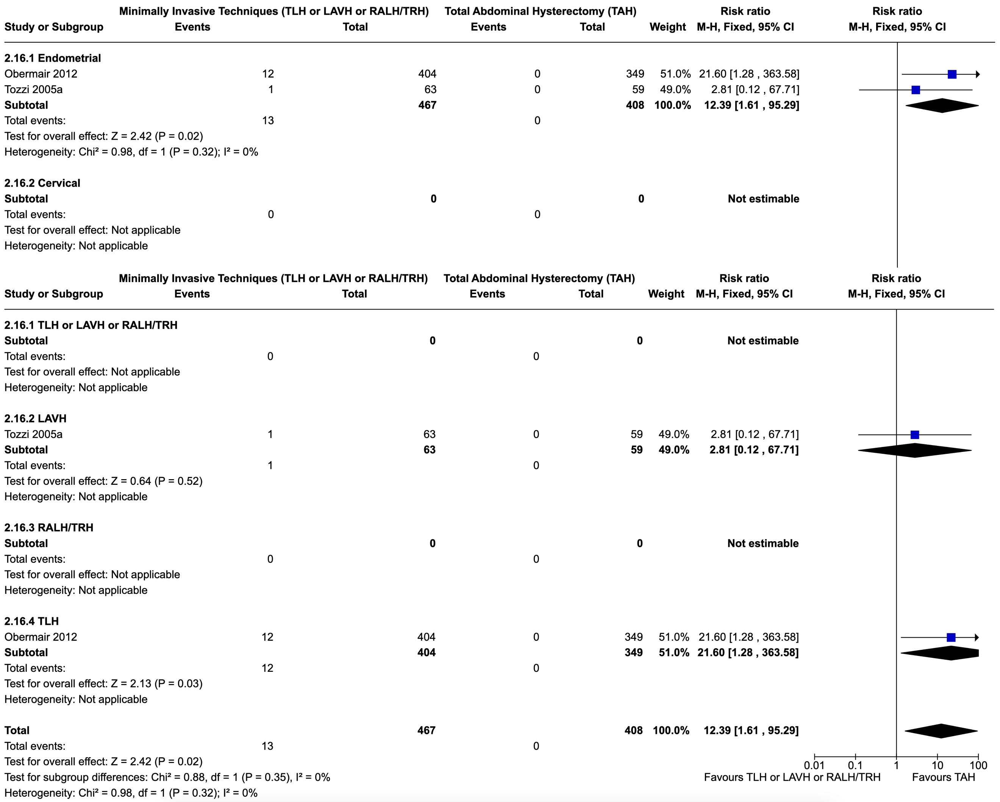 Minimally Invasive Techniques (TLH or LAVH or RALH/TRH) Total Abdominal Hysterectomy (TAH) Risk ratio Risk ratio
Study or Subgroup Events Total Events Total Weight M-H, Fixed, 95% CI M-H, Fixed, 95% CI
2.16.1 Endometrial
Obermair 2012 12 404 0 349 51.0% 21.60 [1.28 , 363.58]
Tozzi 2005a 1 63 0 59 49.0% 2.81 [0.12 , 67.71]
Subtotal 467 408 100.0% 12.39 [1.61 , 95.29]
Total events: 13 0
Test for overall effect: Z = 2.42 (P = 0.02)
Heterogeneity: Chi² = 0.98, df = 1 (P = 0.32); I² = 0%
2.16.2 Cervical
Subtotal 0 0 Not estimable
Total events: 0 0
Test for overall effect: Not applicable
Heterogeneity: Not applicable
Minimally Invasive Techniques (TLH or LAVH or RALH/TRH) Total Abdominal Hysterectomy (TAH) Risk ratio Risk ratio
Study or Subgroup Events Total Events Total Weight M-H, Fixed, 95% CI M-H, Fixed, 95% CI
2.16.1 TLH or LAVH or RALH/TRH
Subtotal 0 0 Not estimable
Total events: 0 0
Test for overall effect: Not applicable
Heterogeneity: Not applicable
2.16.2 LAVH
Tozzi 2005a 1 63 0 59 49.0% 2.81 [0.12 , 67.71]
Subtotal 63 59 49.0% 2.81 [0.12 , 67.71]
Total events: 1 0
Test for overall effect: Z = 0.64 (P = 0.52)
Heterogeneity: Not applicable
2.16.3 RALH/TRH
Subtotal 0 0 Not estimable
Total events: 0 0
Test for overall effect: Not applicable
Heterogeneity: Not applicable
2.16.4 TLH
Obermair 2012 12 404 0 349 51.0% 21.60 [1.28 , 363.58]
Subtotal 404 349 51.0% 21.60 [1.28 , 363.58]
Total events: 12 0
Test for overall effect: Z = 2.13 (P = 0.03)
Heterogeneity: Not applicable
Total 467 408 100.0% 12.39 [1.61 , 95.29]
Total events: 13 0
Test for overall effect: Z = 2.42 (P = 0.02)
0.01 0.1 1 10 100
Test for subgroup differences: Chi² = 0.88, df = 1 (P = 0.35), I² = 0% Favours TLH or LAVH or RALH/TRH Favours TAH
Heterogeneity: Chi² = 0.98, df = 1 (P = 0.32); I² = 0%